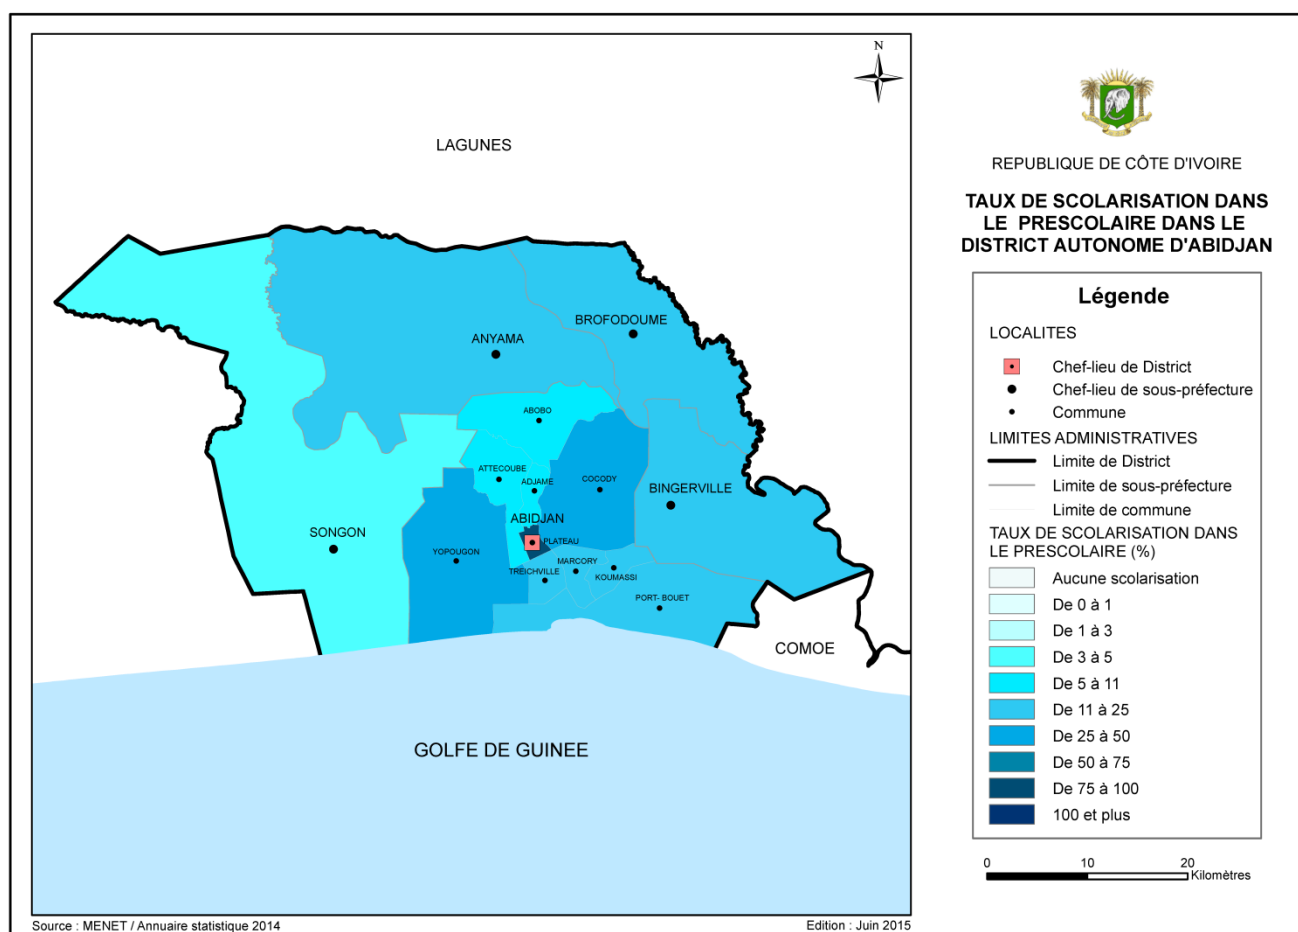 N
LAGUNES
BROFODOUME
ANYAMA
ABOBO
ATTECOUBE
ADJAME
COCODY
BINGERVILLE
ABIDJAN
SONGON
PLATEAU
YOPOUGON
MARCORY
TREICHVILLE
KOUMASSI
PORT- BOUET
COMOE
GOLFE DE GUINEE
Source : MENET / Annuaire statistique 2014
Edition : Juin 2015
REPUBLIQUE DE CÔTE D'IVOIRE
TAUX DE SCOLARISATION DANS
LE PRESCOLAIRE DANS LE
DISTRICT AUTONOME D'ABIDJAN
Légende
LOCALITES
Chef-lieu de District
Chef-lieu de sous-préfecture
Commune
LIMITES ADMINISTRATIVES
Limite de District
Limite de sous-préfecture
Limite de commune
TAUX DE SCOLARISATION DANS
LE PRESCOLAIRE (%)
Aucune scolarisation
De 0 à 1
De 1 à 3
De 3 à 5
De 5 à 11
De 11 à 25
De 25 à 50
De 50 à 75
De 75 à 100
100 et plus
0 10 20
Kilomètres